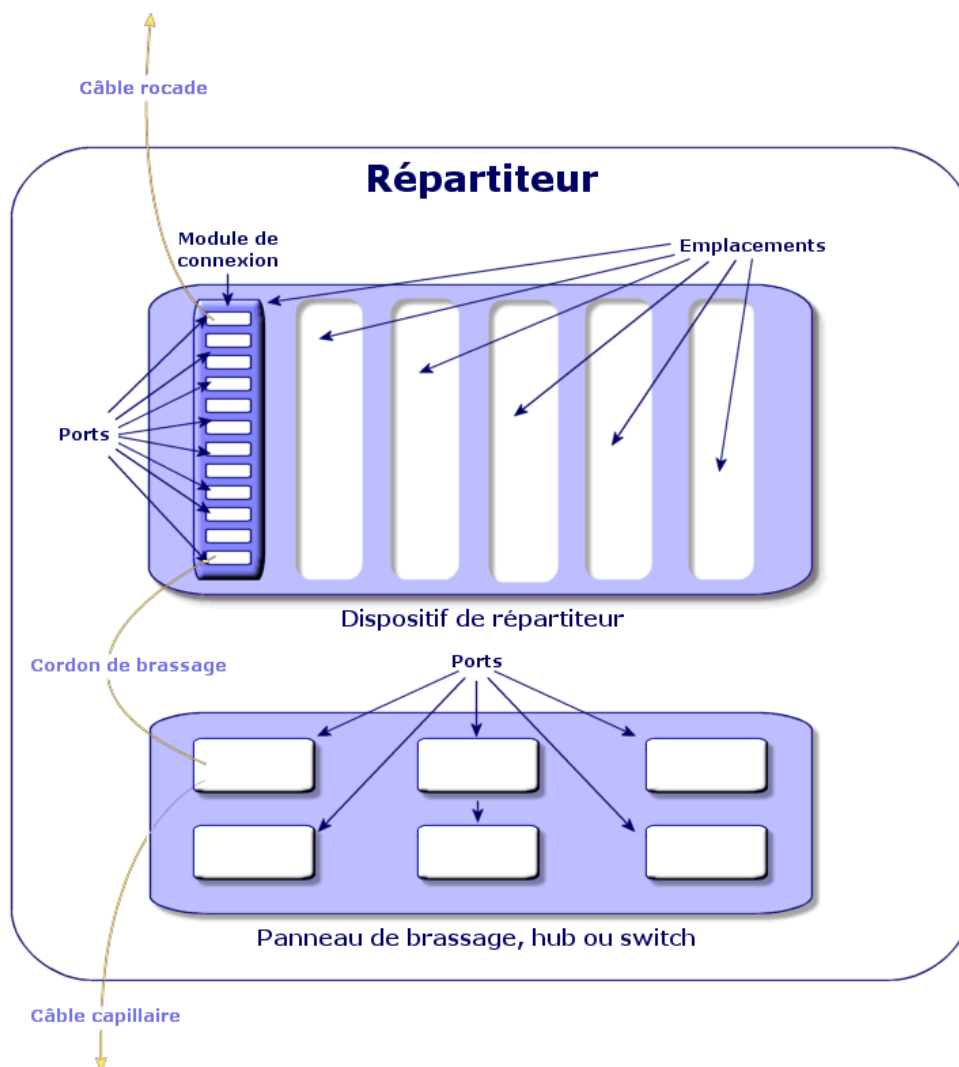 Câble rocade
Répartiteur
Module de
connexion
Emplacements
Ports
Dispositif de répartiteur
Cordon de brassage
Ports
Panneau de brassage, hub ou switch
Câble capillaire